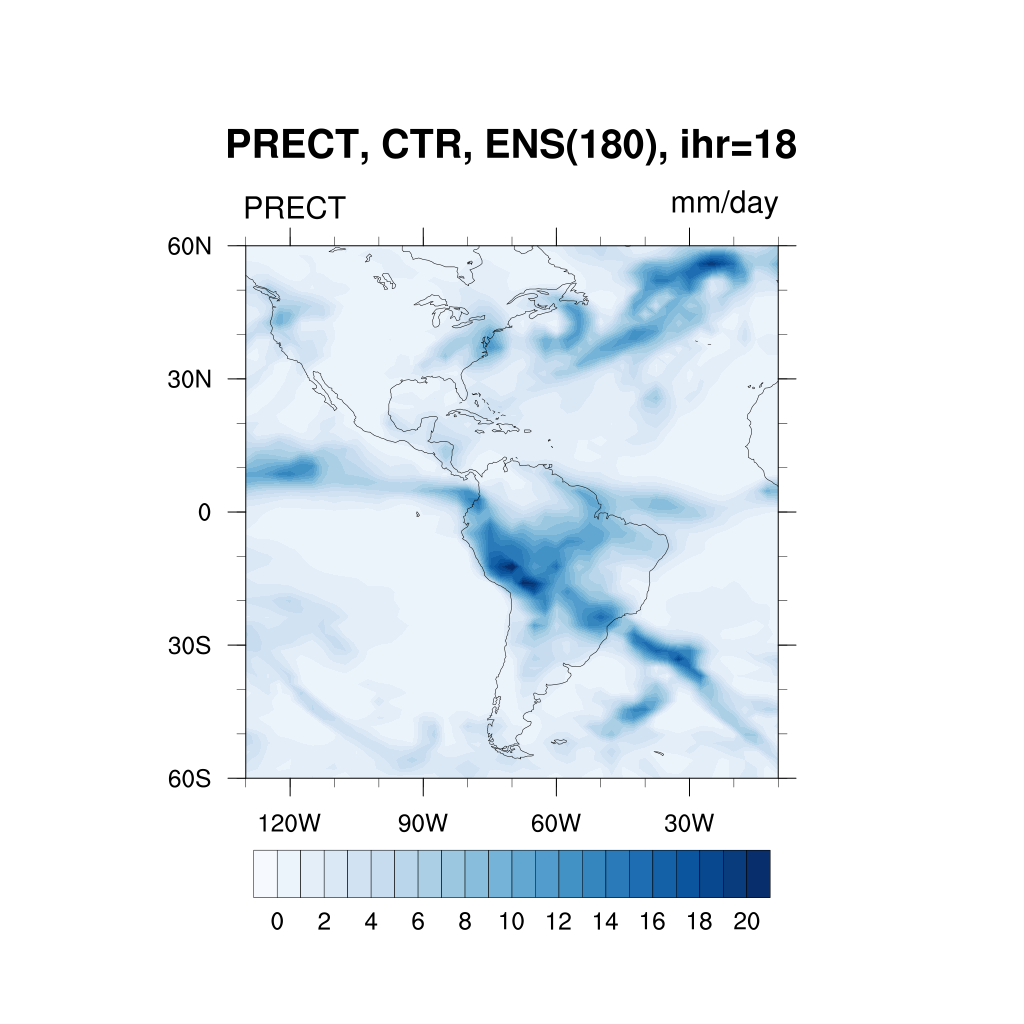 PRECT, CTR, ENS(180), ihr=18
PRECT mm/day
60N
30N
0
30S
60S
120W 90W 60W 30W
0 2 4 6 8 10 12 14 16 18 20